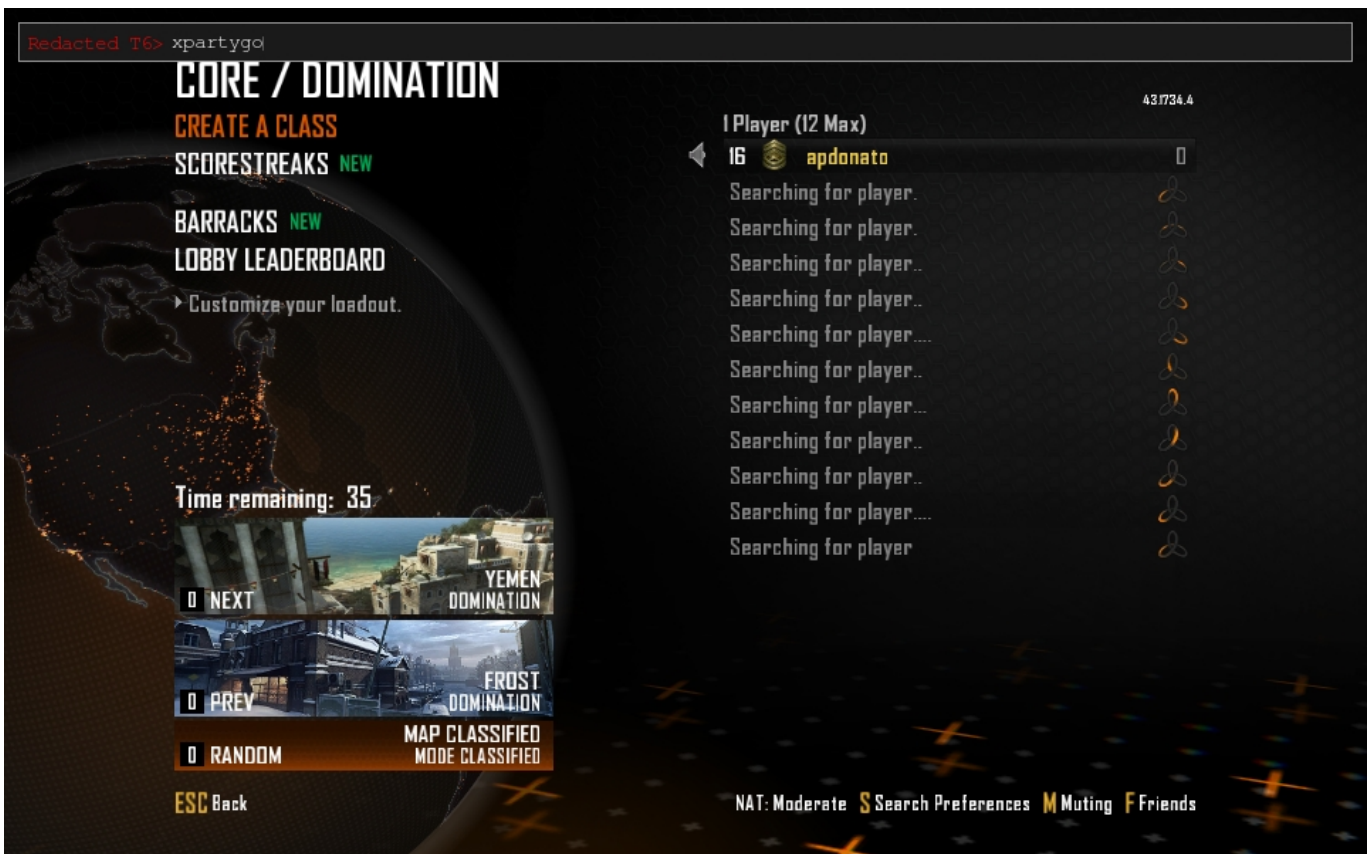 Redacted T6> xpartygo
CORE / DOMINATION
43.1734.4
CREATE A CLASS
SCORESTREAKS NEW
BARRACKS NEW
LOBBY LEADERBOARD
Customize your loadout.
1 Player (12 Max)
16 apdonato 0
Searching for player.
Searching for player.
Searching for player..
Searching for player..
Searching for player....
Searching for player..
Searching for player...
Searching for player..
Searching for player..
Searching for player....
Searching for player
Time remaining: 35
YEMEN
0 NEXT DOMINATION
FROST
0 PREV DOMINATION
MAP CLASSIFIED
0 RANDOM MODE CLASSIFIED
ESC Back
NAT: Moderate S Search Preferences M Muting F Friends